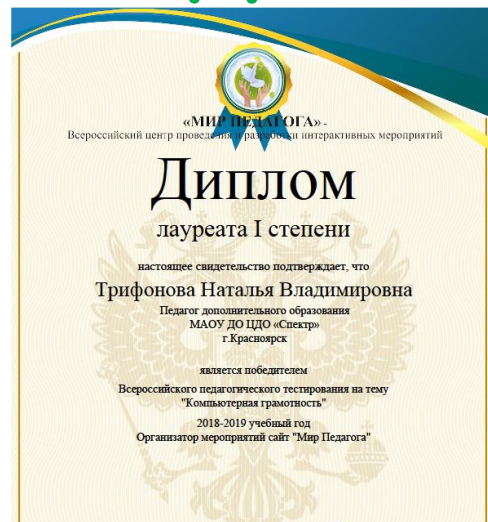 «МИР ПЕДАГОГА» -
Всероссийский центр проведения и разработки интерактивных мероприятий
Диплом
лауреата I степени
настоящее свидетельство подтверждает, что
Трифонова Наталья Владимировна
Педагог дополнительного образования
МАОУ ДО ЦДО «Спектр»
г.Красноярск
является победителем
Всероссийского педагогического тестирования на тему
"Компьютерная грамотность"
2018-2019 учебный год
Организатор мероприятий сайт "Мир Педагога"